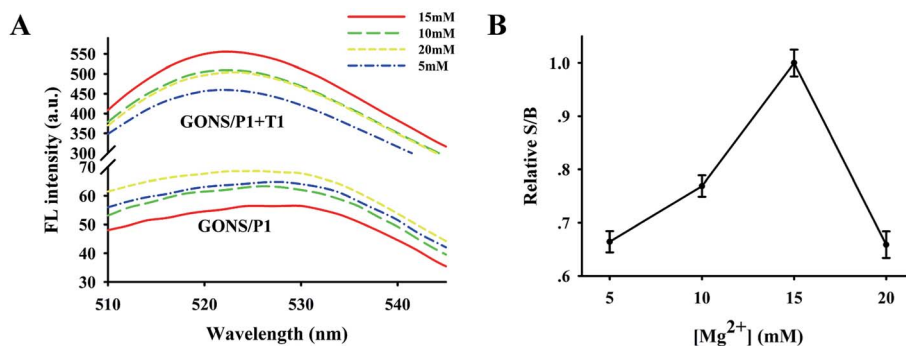 A
15mM
10mM
20mM
5mM
FL intensity (a.u.)
550
500
450
400
350
300
70
60
50
40
30
GONS/P1+T1
GONS/P1
510
520
530
540
Wavelength (nm)
B
Relative S/B
1.0
.9
.8
.7
.6
5
10
15
20
[Mg2+] (mM)